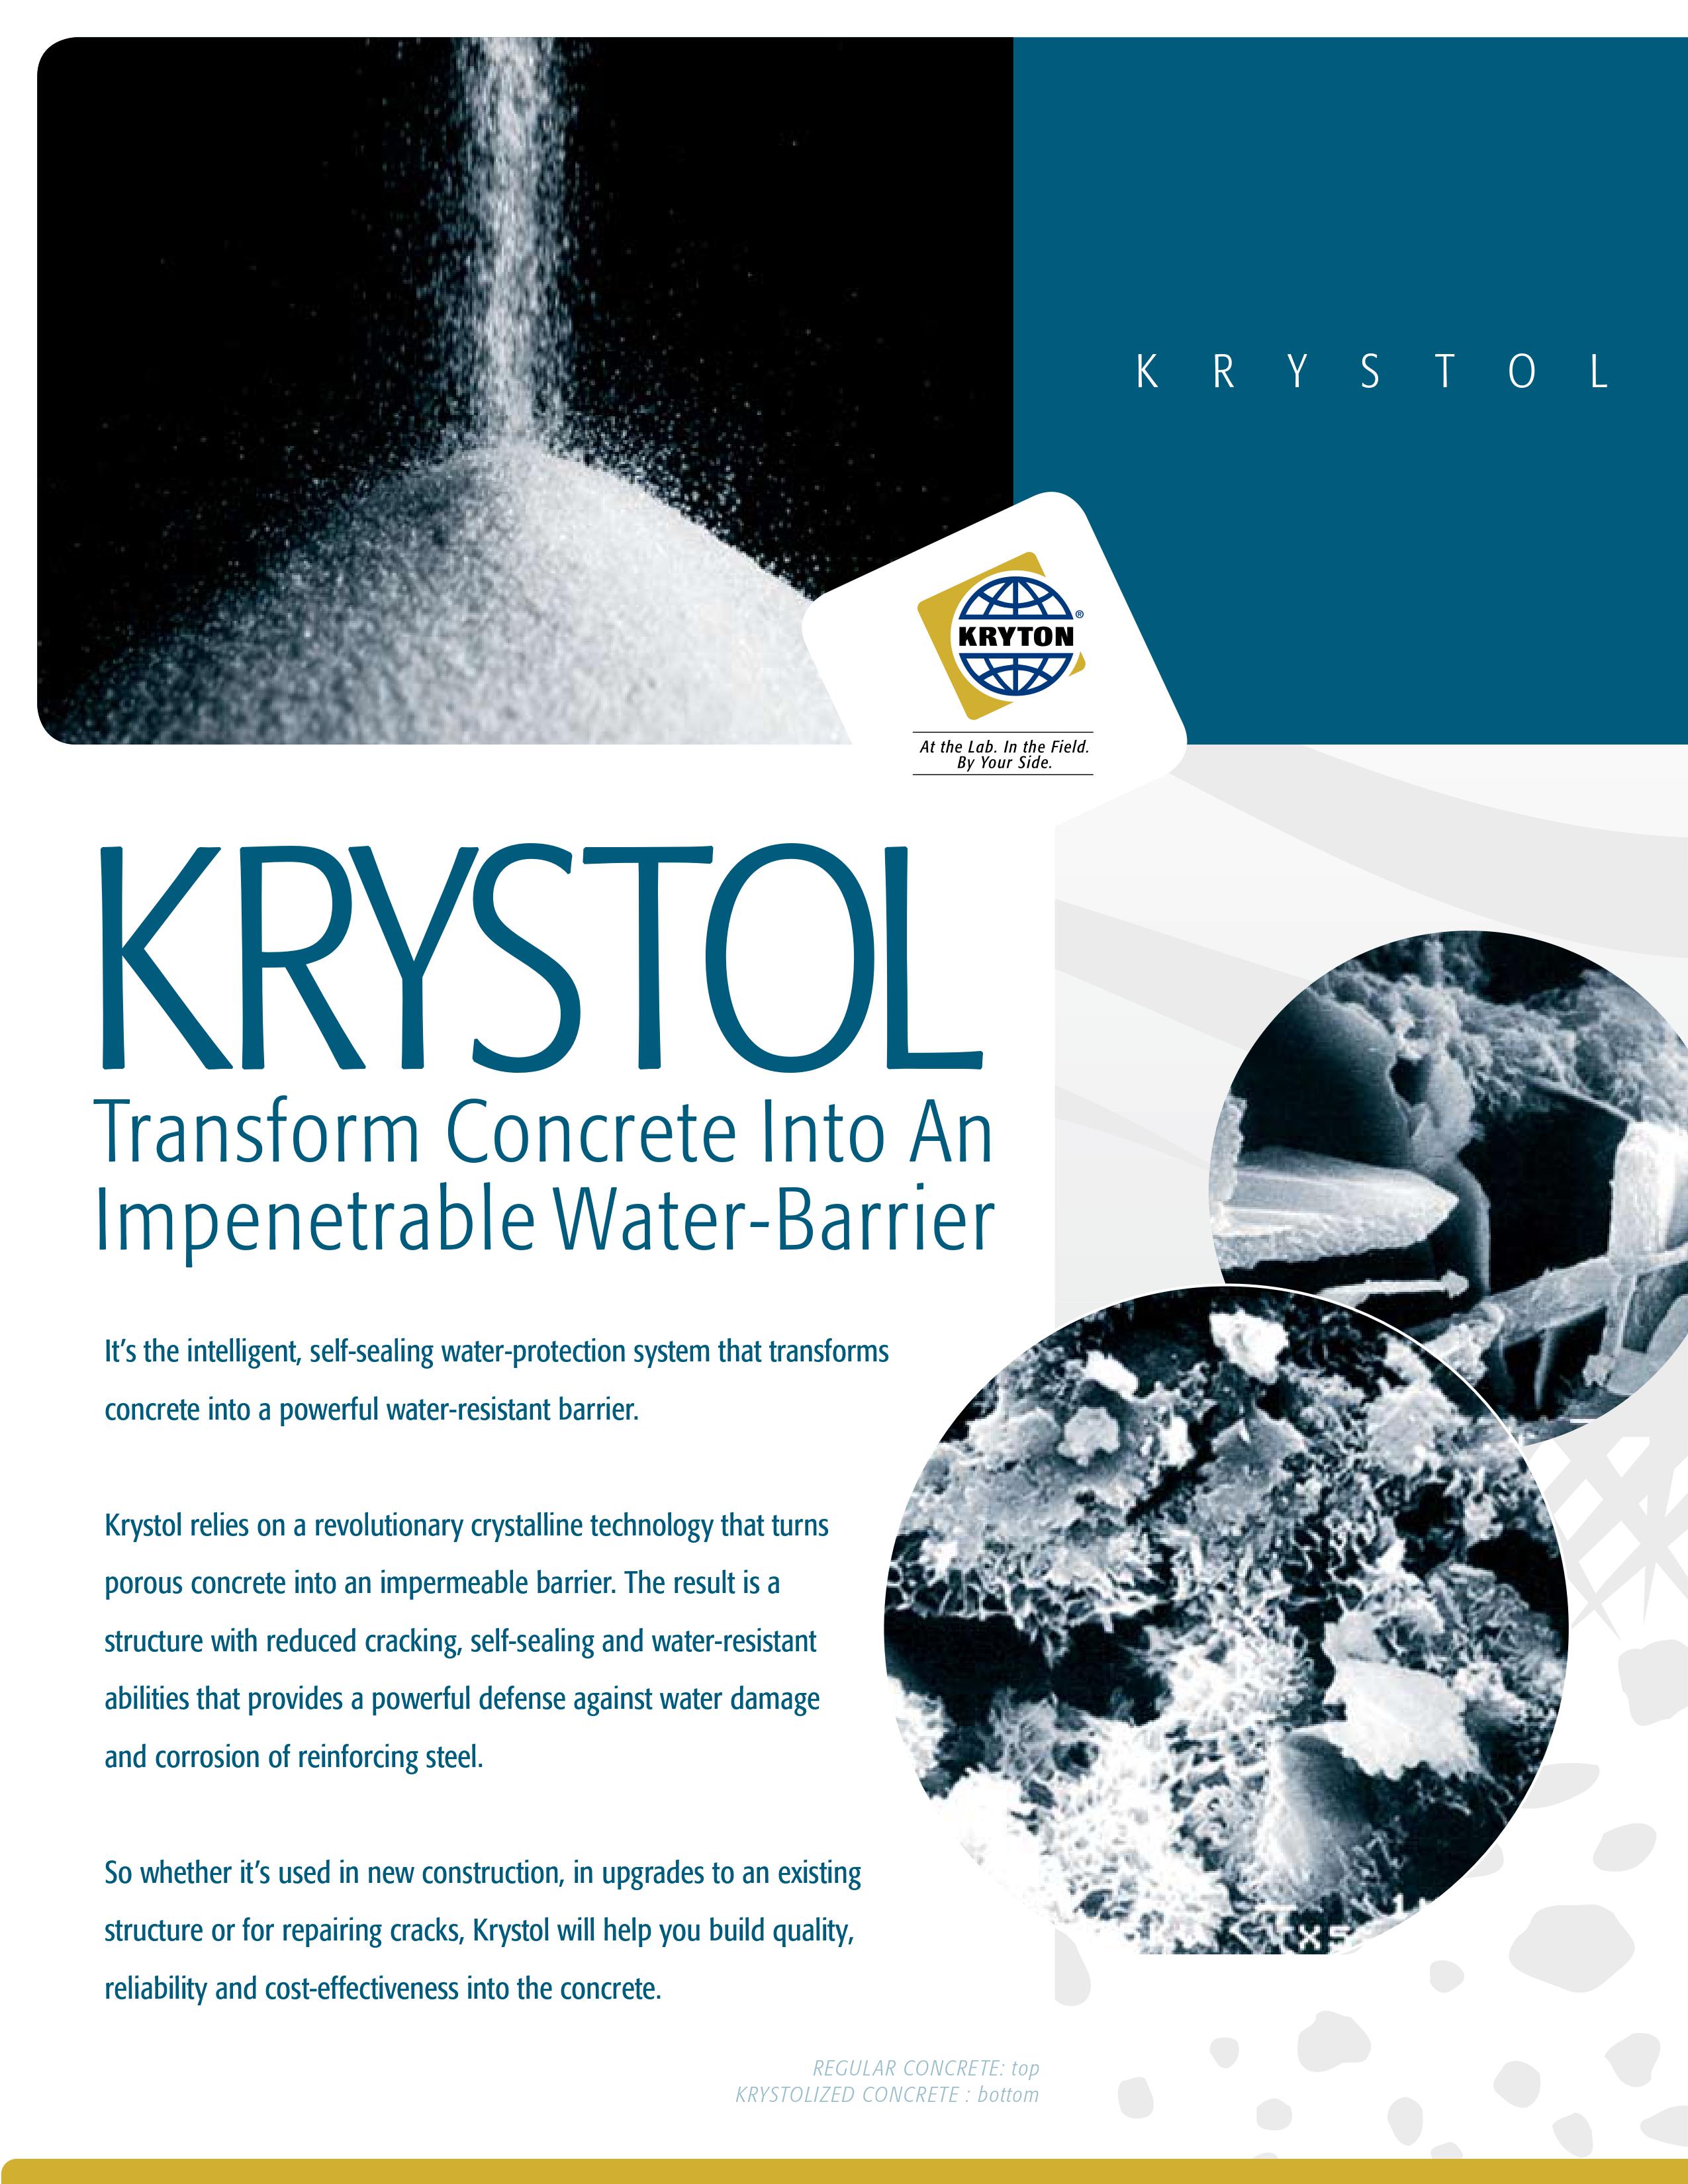 K R Y S T O L
KRYTON®
At the Lab. In the Field.
By Your Side.
KRYSTOL
Transform Concrete Into An
Impenetrable Water-Barrier
It’s the intelligent, self-sealing water-protection system that transforms
concrete into a powerful water-resistant barrier.
Krystol relies on a revolutionary crystalline technology that turns
porous concrete into an impermeable barrier. The result is a
structure with reduced cracking, self-sealing and water-resistant
abilities that provides a powerful defense against water damage
and corrosion of reinforcing steel.
So whether it’s used in new construction, in upgrades to an existing
structure or for repairing cracks, Krystol will help you build quality,
reliability and cost-effectiveness into the concrete.
REGULAR CONCRETE: top
KRYSTOLIZED CONCRETE : bottom